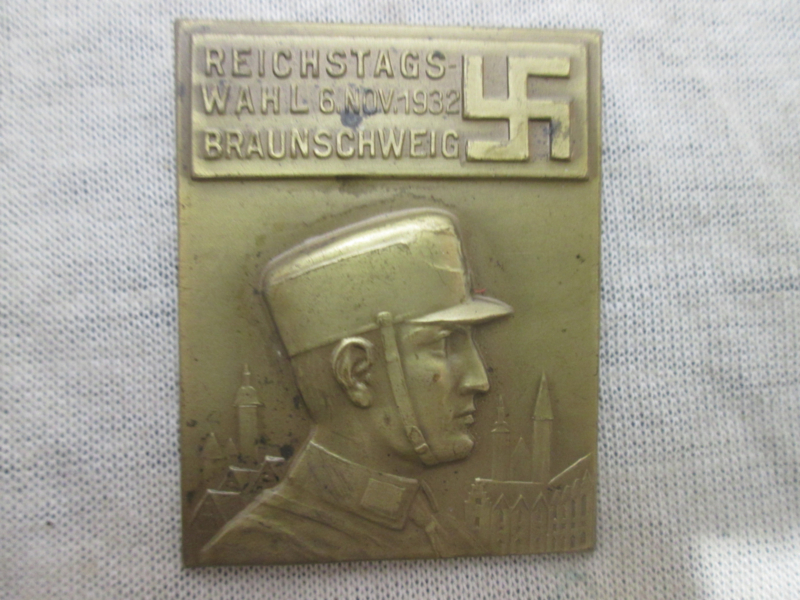 REICHSTAGS-
WAHL 6.NOV.1932
BRAUNSCHWEIG